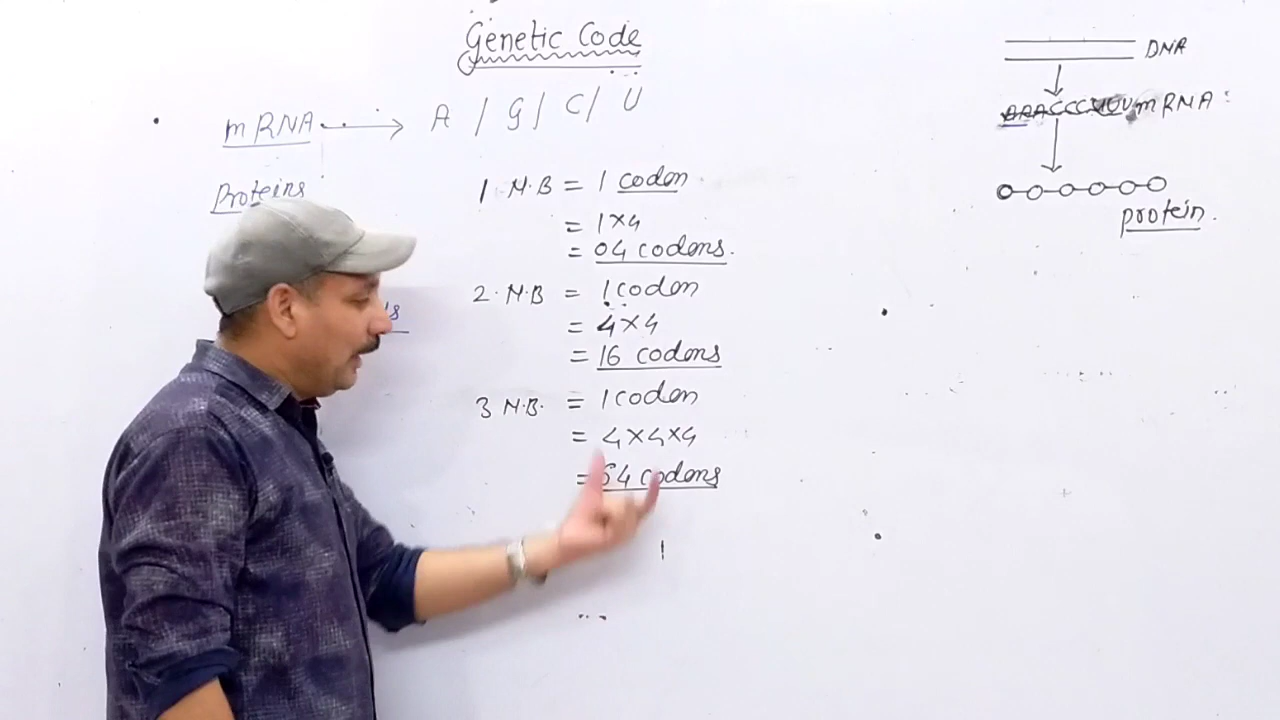 Genetic Code
mRNA → A / G / C / U
Proteins
1 N.B = 1 codon
= 1×4
= 04 codons.
2. N.B = 1 codon
= 4×4
= 16 codons
3 N.B. = 1 codon
= 4×4×4
= 64 codons
DNA
mRNA:
protein.